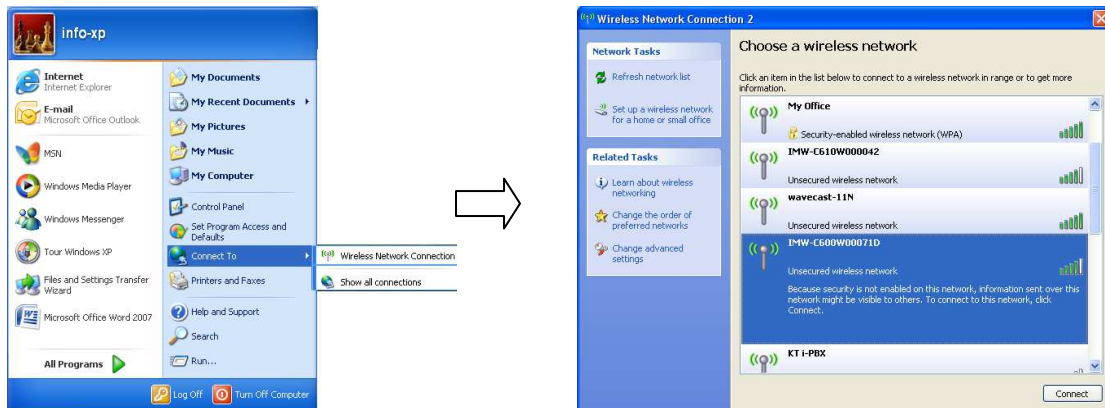 info-xp
Internet
Internet Explorer
E-mail
Microsoft Office Outlook
MSN
Windows Media Player
Windows Messenger
Tour Windows XP
Files and Settings Transfer
Wizard
Microsoft Office Word 2007
All Programs
My Documents
My Recent Documents
My Pictures
My Music
My Computer
Control Panel
Set Program Access and
Defaults
Connect To
Printers and Faxes
Help and Support
Search
Run...
Wireless Network Connection
Show all connections
Log Off
Turn Off Computer
Wireless Network Connection 2
Network Tasks
Refresh network list
Set up a wireless network
for a home or small office
Related Tasks
Learn about wireless
networking
Change the order of
preferred networks
Change advanced
settings
Choose a wireless network
Click an item in the list below to connect to a wireless network in range or to get more
information.
My Office
Security-enabled wireless network (WPA)
IMW-C610W000042
Unsecured wireless network
wavecast-11N
Unsecured wireless network
IMW-C600W00071D
Unsecured wireless network
Because security is not enabled on this network, information sent over this
network might be visible to others. To connect to this network, click
Connect.
KT i-PBX
Connect